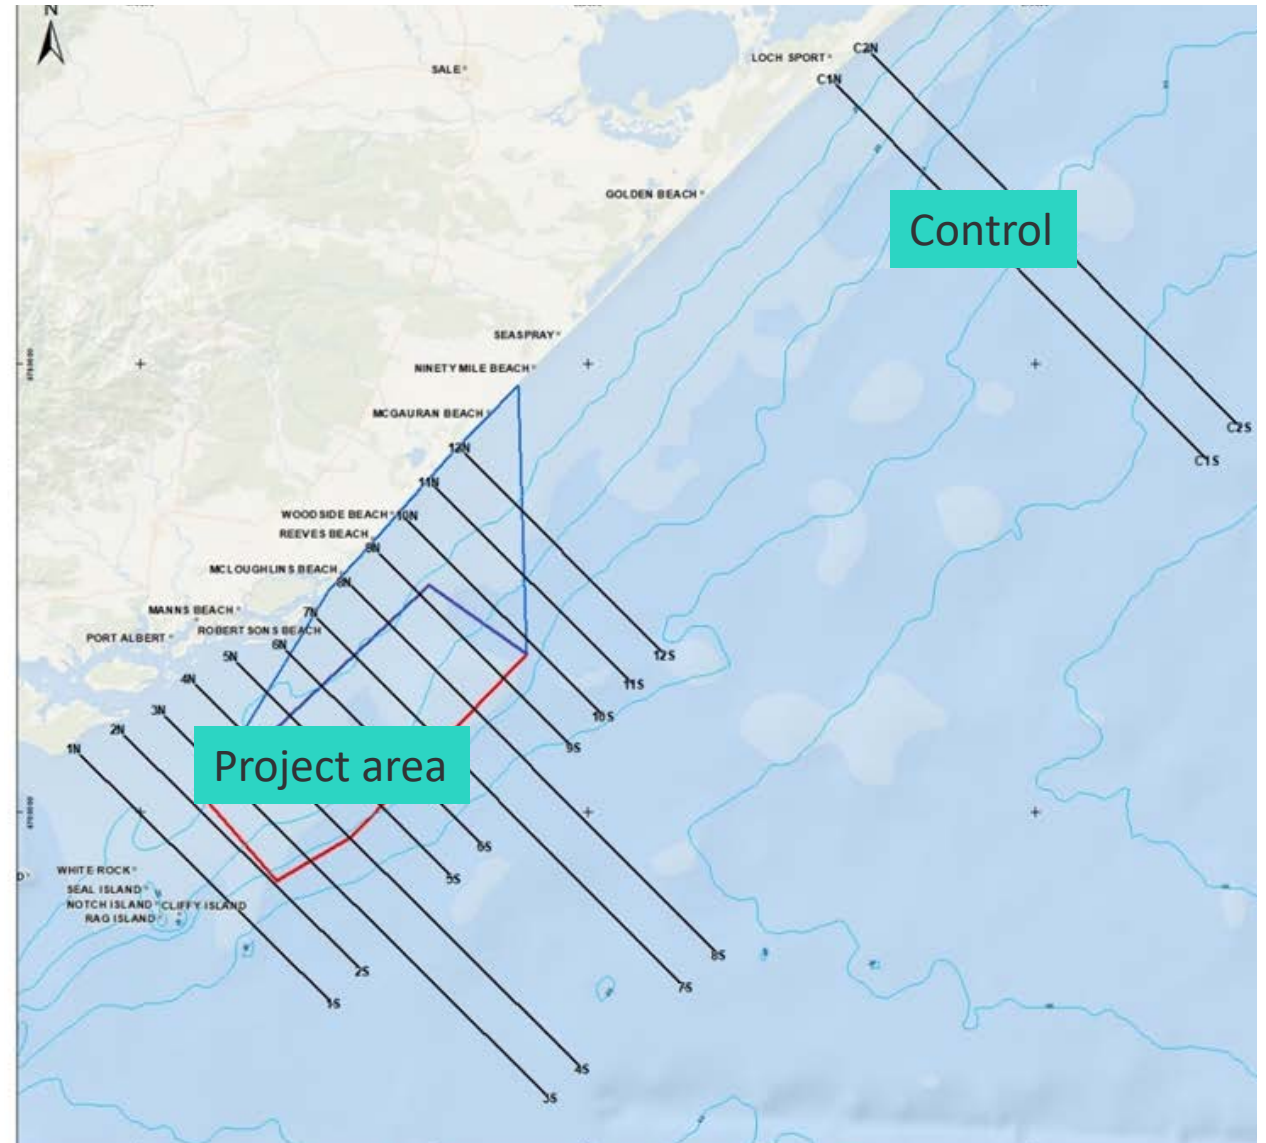 N
LOCH SPORT
C2N
SALE
C1N
GOLDEN BEACH
Control
SEASPRAY
NINETY MILE BEACH
MCGAURAN BEACH
C2S
12N
C1S
11N
WOODSIDE BEACH
10N
REEVES BEACH
9N
MCLOUGHLINS BEACH
8N
MANNS BEACH
7N
PORT ALBERT
ROBERTSONS BEACH
6N
5N
12S
4N
11S
3N
10S
2N
1N
9S
Project area
6S
WHITE ROCK
5S
SEAL ISLAND
NOTCH ISLAND
CLIFFY ISLAND
RAG ISLAND
8S
2S
7S
1S
4S
3S